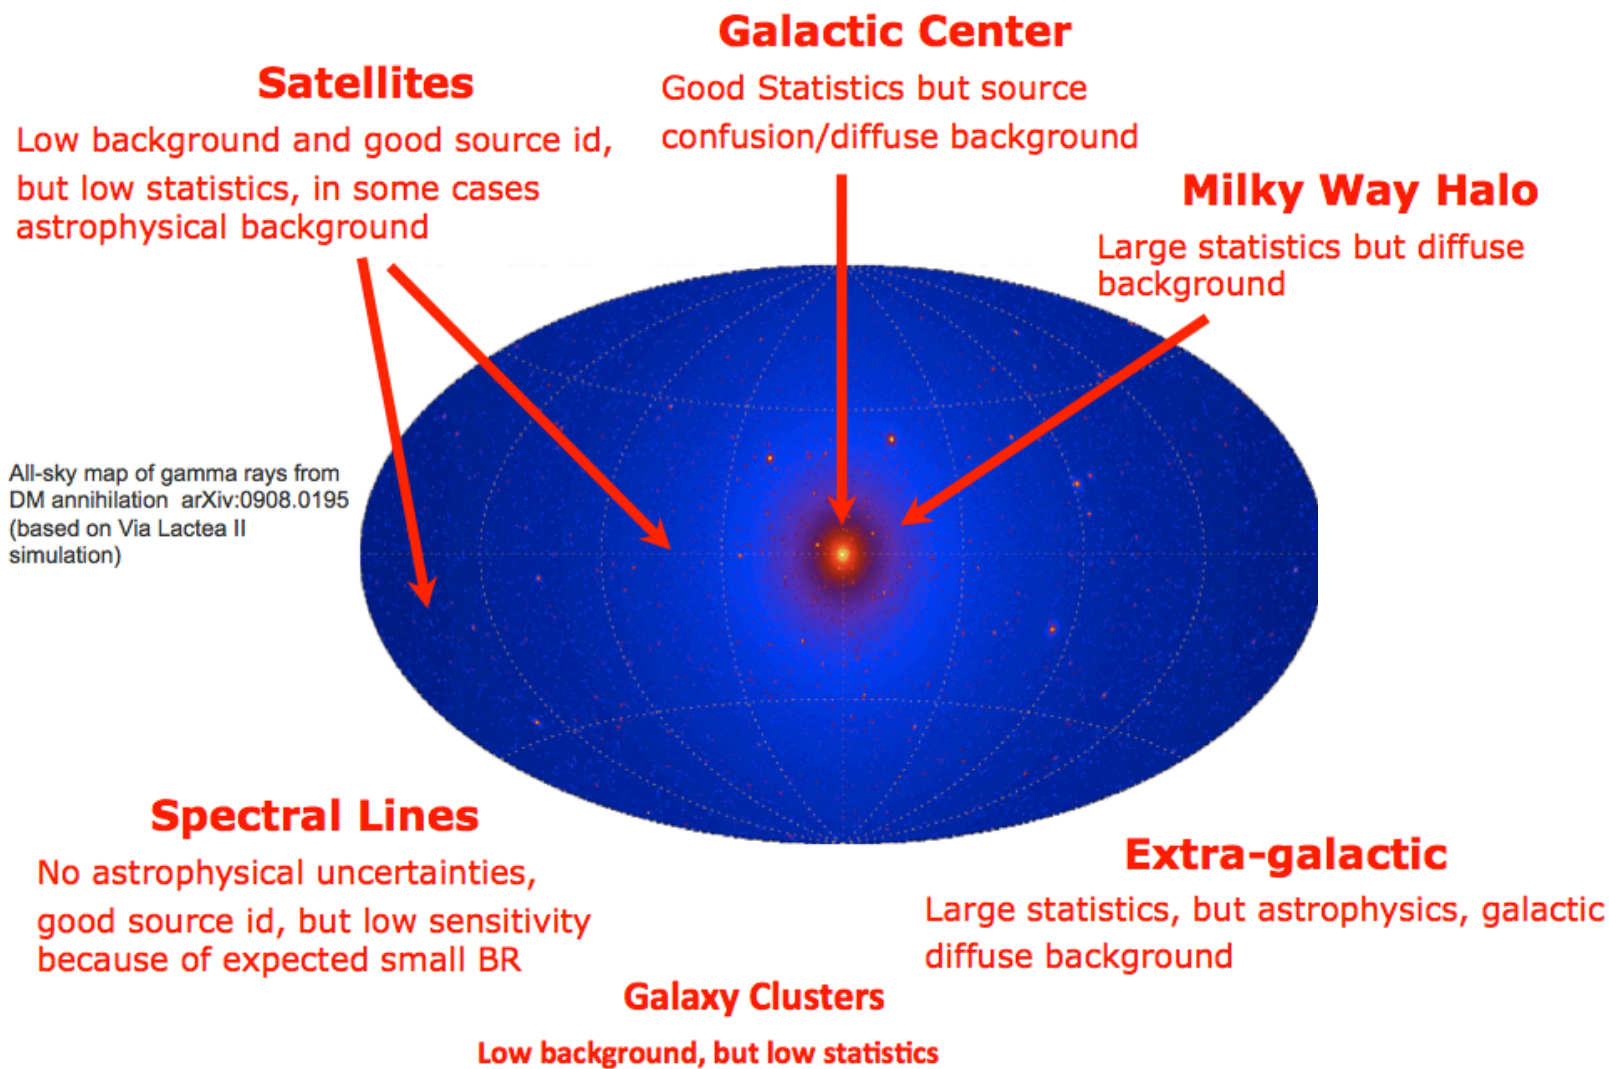 Galactic Center
Good Statistics but source
confusion/diffuse background
Satellites
Low background and good source id,
but low statistics, in some cases
astrophysical background
Milky Way Halo
Large statistics but diffuse
background
All-sky map of gamma rays from
DM annihilation arXiv:0908.0195
(based on Via Lactea II
simulation)
Spectral Lines
No astrophysical uncertainties,
good source id, but low sensitivity
because of expected small BR
Extra-galactic
Large statistics, but astrophysics, galactic
diffuse background
Galaxy Clusters
Low background, but low statistics